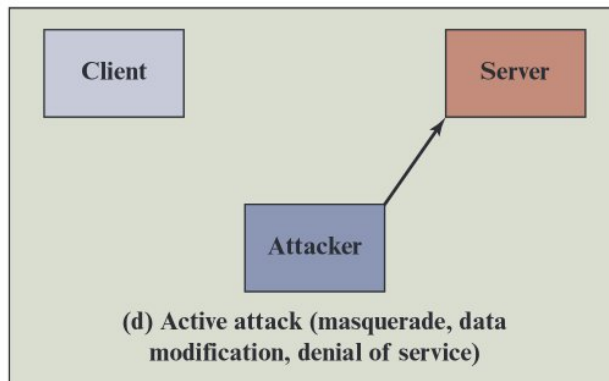 Client
Server
Attacker
(d) Active attack (masquerade, data
modification, denial of service)